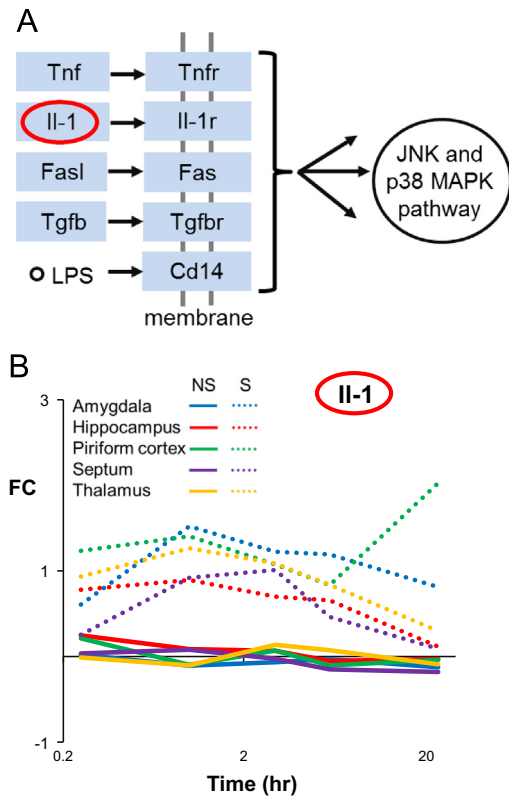 A
Tnf Tnfr
Il-1 Il-1r
Fasl Fas
Tgfb Tgfbr
LPS Cd14
membrane
JNK and
p38 MAPK
pathway
B
NS S
Il-1
Amygdala
Hippocampus
Piriform cortex
Septum
Thalamus
FC
3
1
-1
0.2 2 20
Time (hr)